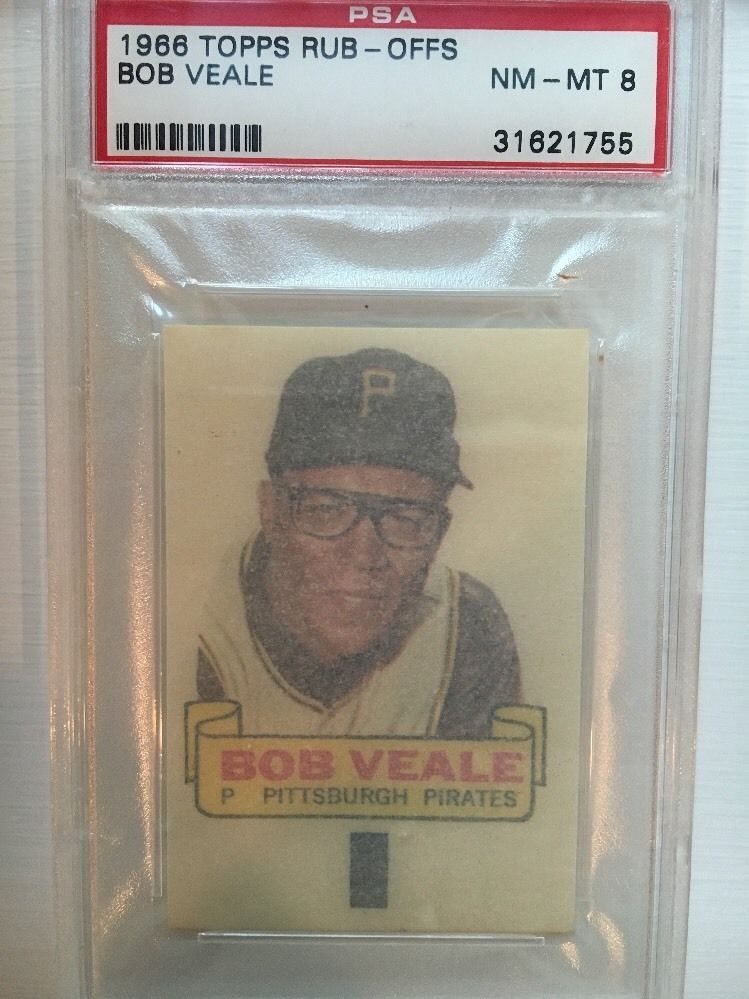 PSA
1966 TOPPS RUB-OFFS
BOB VEALE NM-MT 8
31621755
P
BOB VEALE
P PITTSBURGH PIRATES